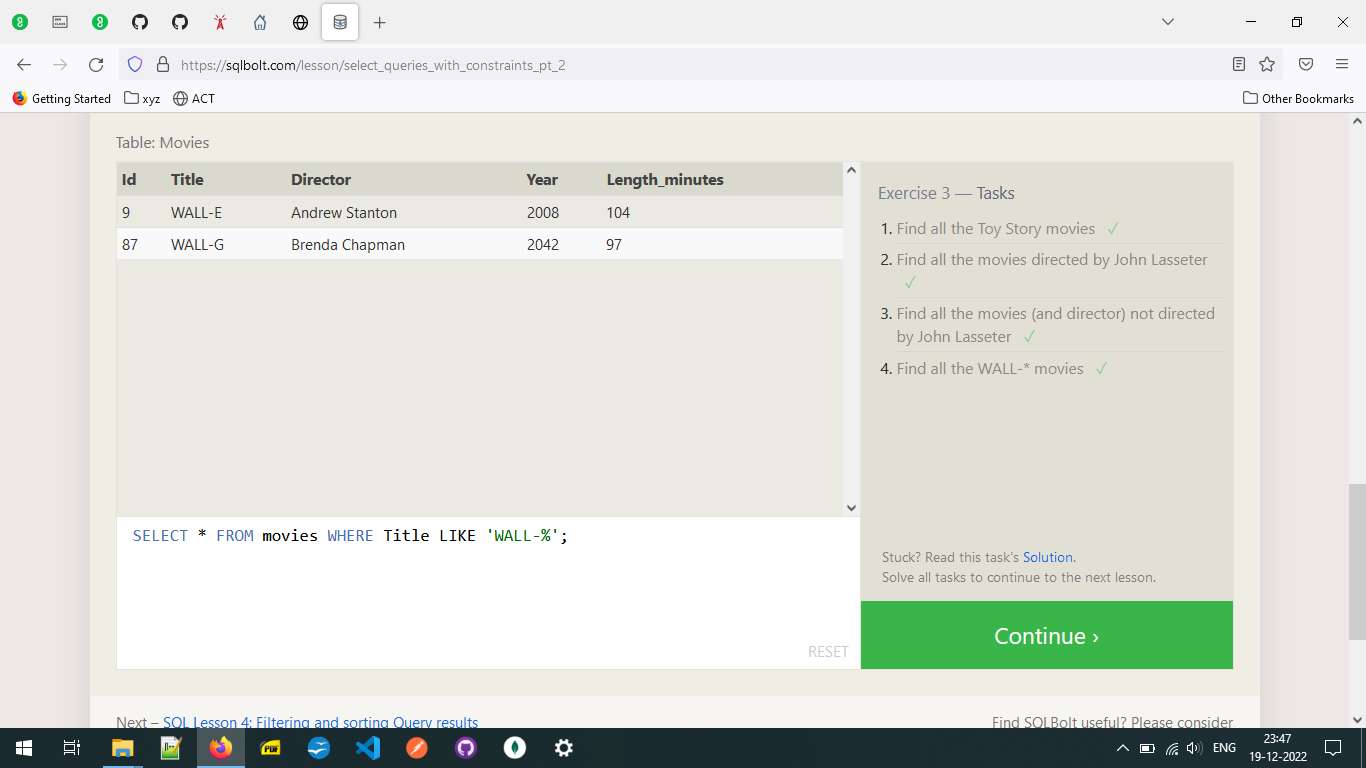 https://sqlbolt.com/lesson/select_queries_with_constraints_pt_2
Getting Started xyz ACT Other Bookmarks
Table: Movies
Id Title Director Year Length_minutes
9 WALL-E Andrew Stanton 2008 104
87 WALL-G Brenda Chapman 2042 97
SELECT * FROM movies WHERE Title LIKE 'WALL-%';
RESET
Exercise 3 — Tasks
1. Find all the Toy Story movies ✓
2. Find all the movies directed by John Lasseter
✓
3. Find all the movies (and director) not directed
by John Lasseter ✓
4. Find all the WALL-* movies ✓
Stuck? Read this task's Solution.
Solve all tasks to continue to the next lesson.
Continue ›
Next – SQL Lesson 4: Filtering and sorting Query results
Find SQLBolt useful? Please consider
PDF
ENG
23:47
19-12-2022